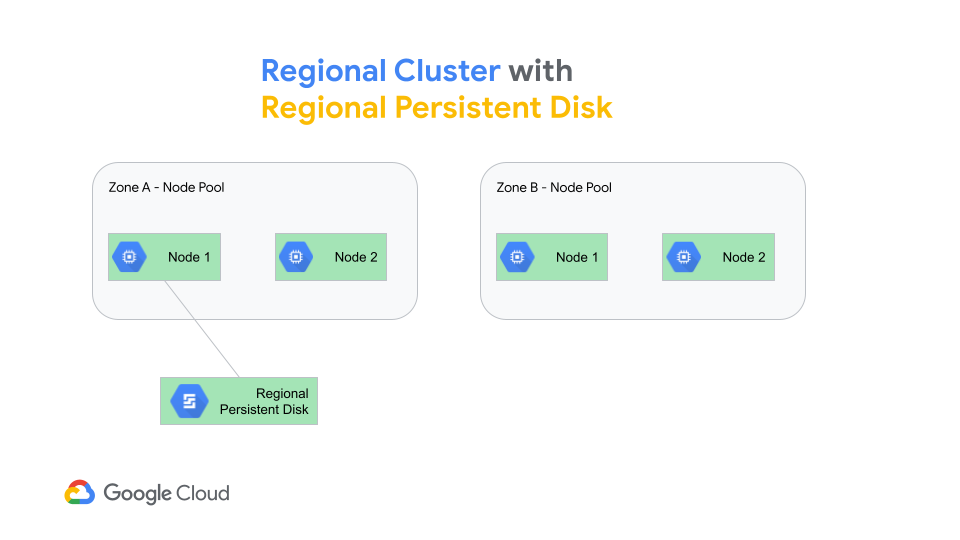 Regional Cluster with
Regional Persistent Disk
Zone A - Node Pool
Node 1
Node 2
Zone B - Node Pool
Node 1
Node 2
Regional
Persistent Disk
Google Cloud